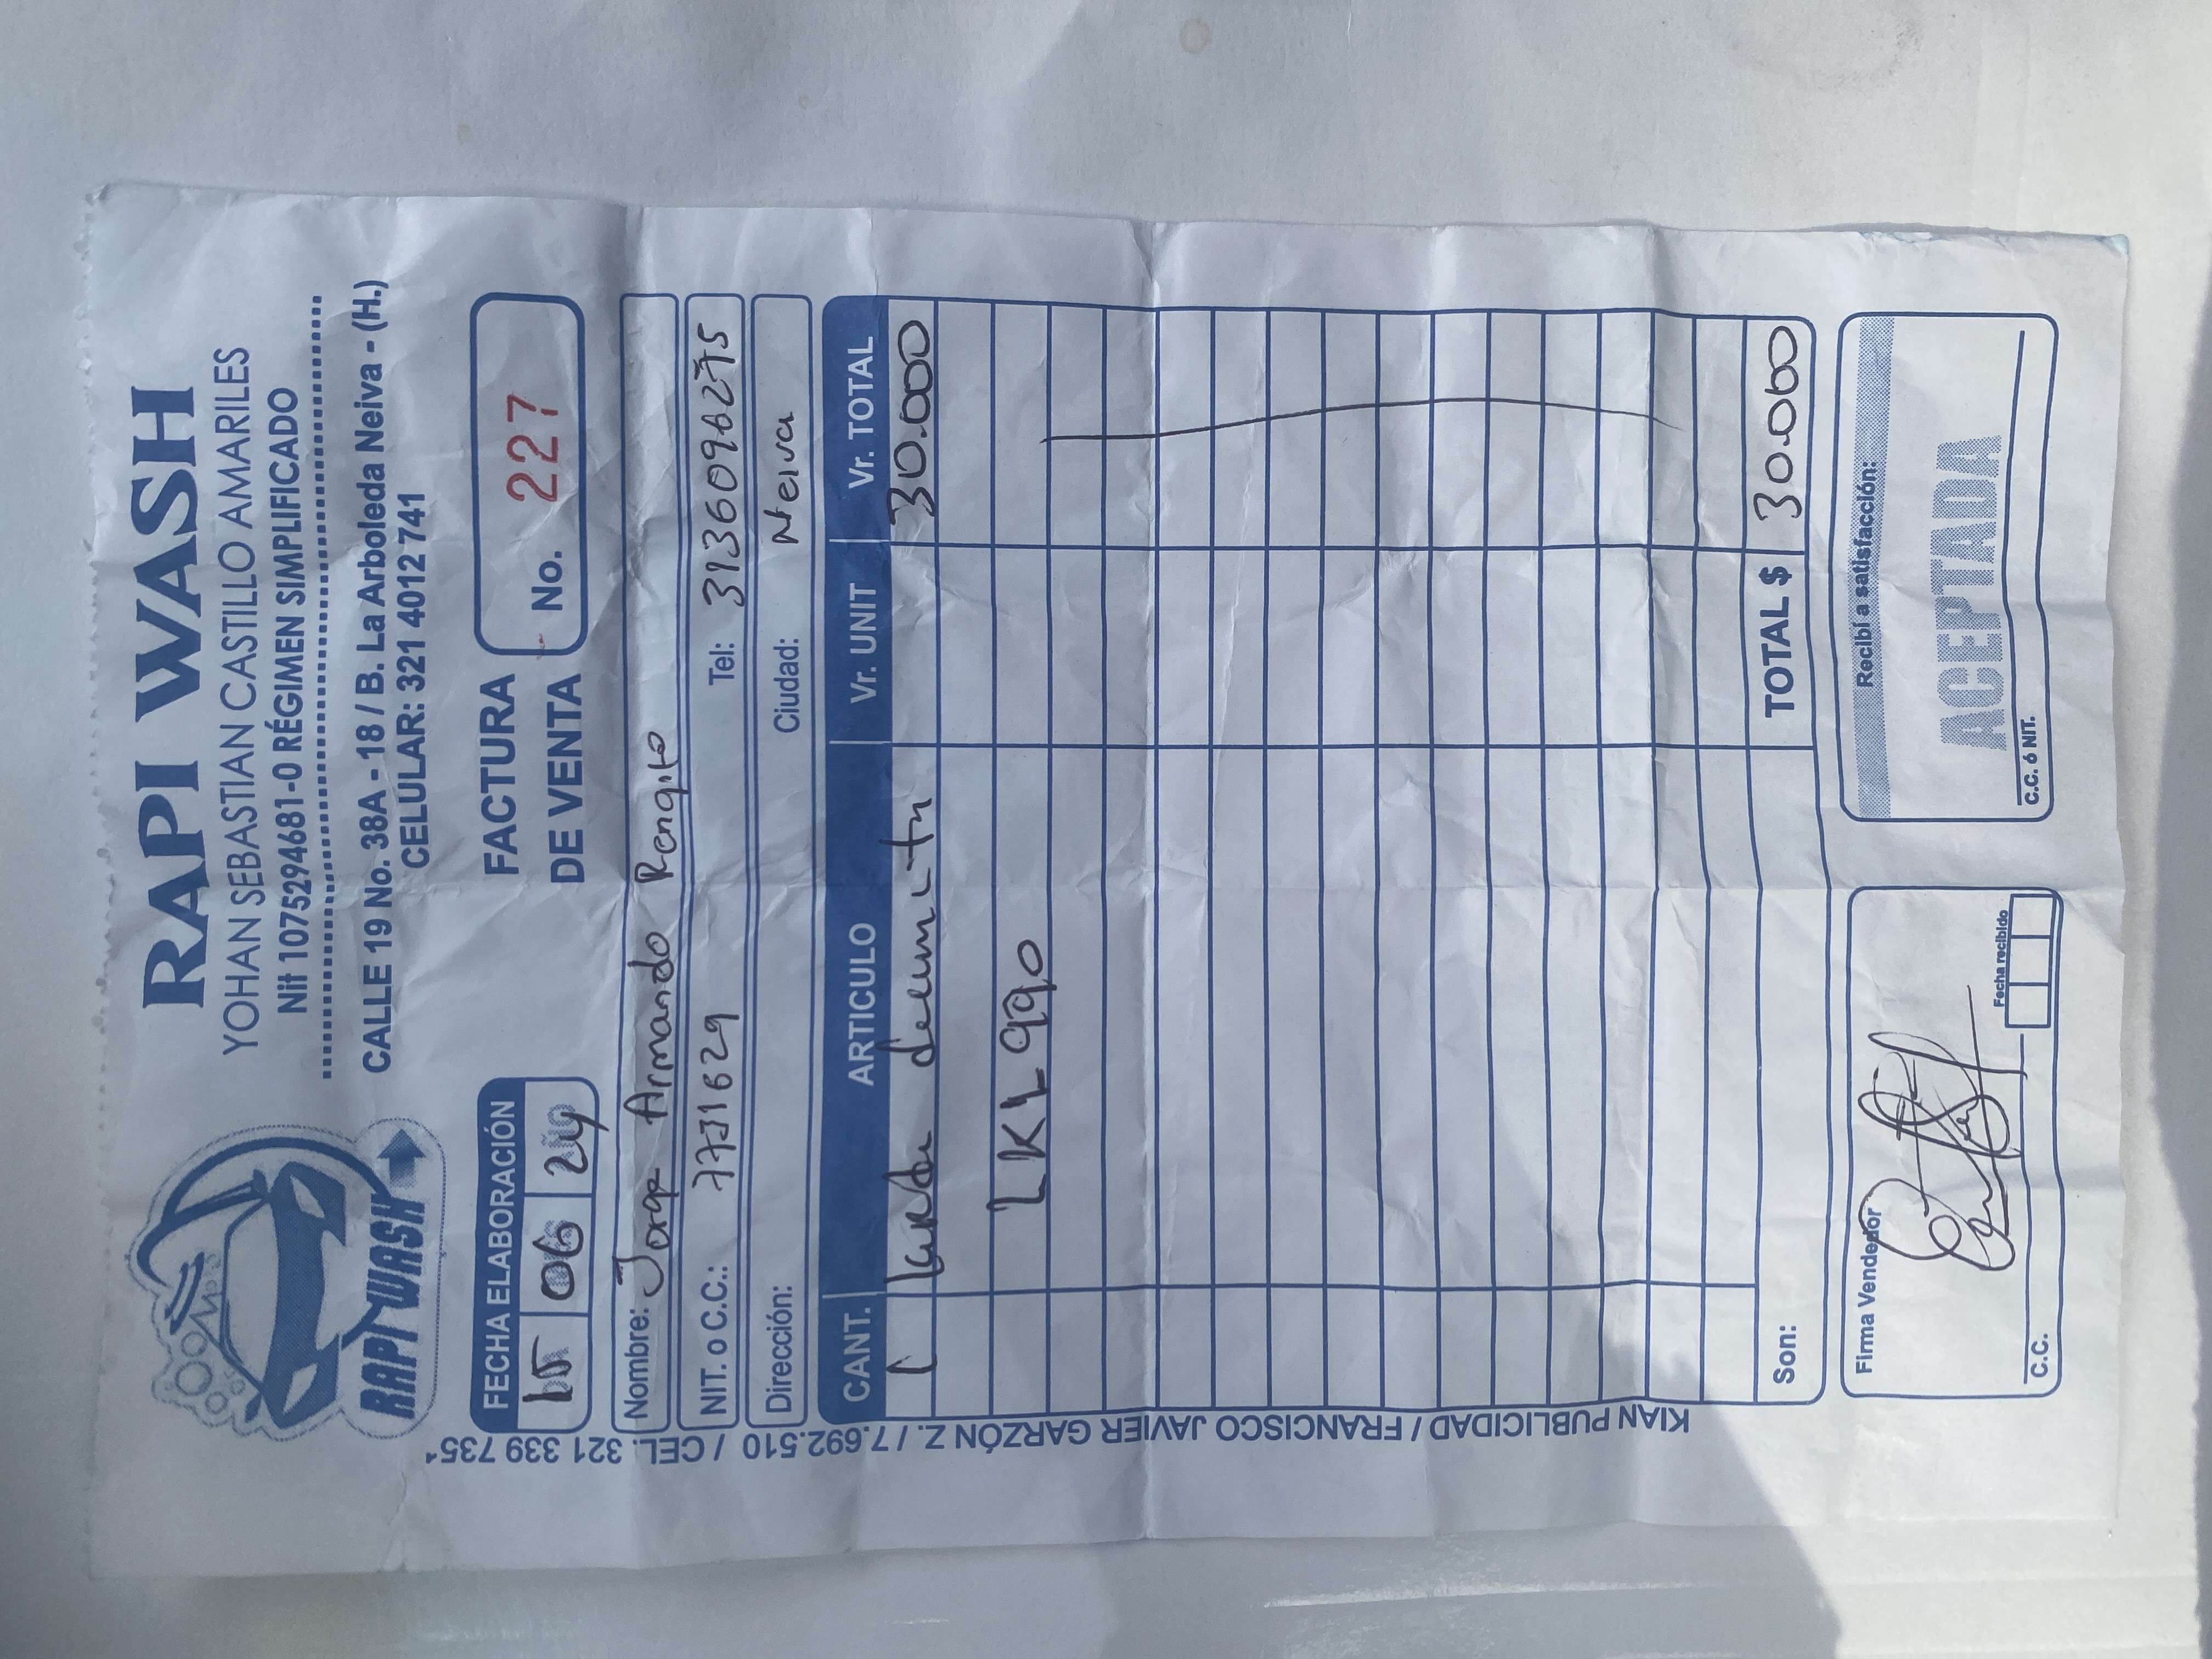 RAPI WASH
YOHAN SEBASTIAN CASTILLO AMARILES
Nit 1075294681-0 RÉGIMEN SIMPLIFICADO
CALLE 19 No. 38A - 18 / B. La Arboleda Neiva - (H.)
CELULAR: 321 4012 741
RAPI WASH
FECHA ELABORACIÓN
15 06 24
FACTURA
DE VENTA
No. 227
Nombre: Jorge Armando Rengifo
NIT. o C.C.: 7731629 Tel: 3136096275
Dirección: Ciudad: Neiva
CANT. ARTICULO Vr. UNIT Vr. TOTAL
1 30.000
LKL990
Son: TOTAL $ 30.000
Firma Vendedor
C.C.
Fecha recibido
Recibí a satisfacción:
ACEPTADA
C.C. ó NIT.
KIAN PUBLICIDAD / FRANCISCO JAVIER GARZÓN Z. / 7.692.510 / CEL. 321 339 735